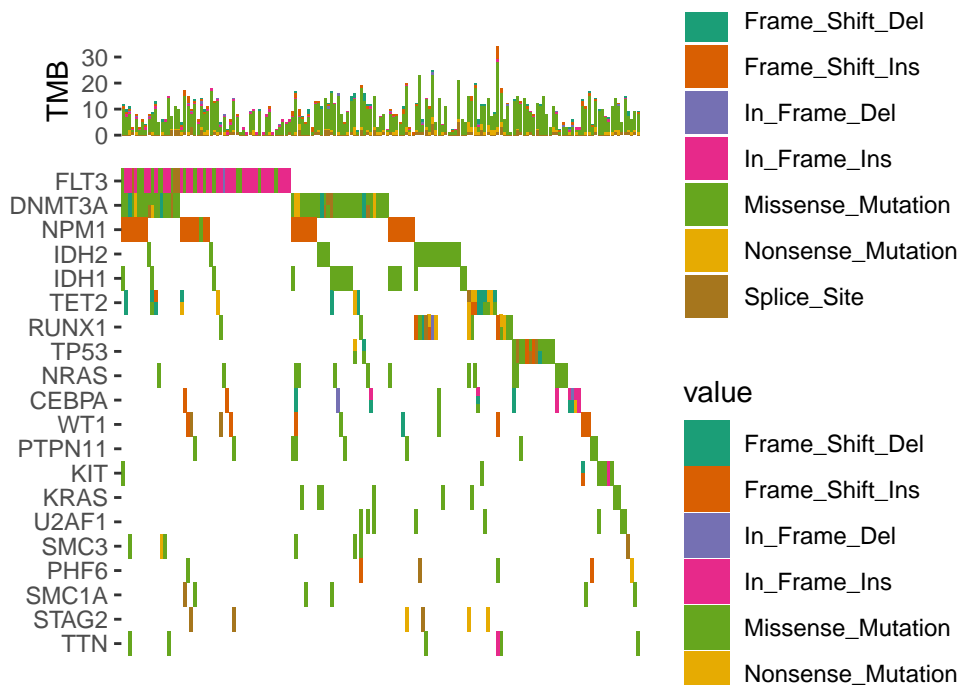 TMB
30
20
10
0
FLT3
DNMT3A
NPM1
IDH2
IDH1
TET2
RUNX1
TP53
NRAS
CEBPA
WT1
PTPN11
KIT
KRAS
U2AF1
SMC3
PHF6
SMC1A
STAG2
TTN
Frame_Shift_Del
Frame_Shift_Ins
In_Frame_Del
In_Frame_Ins
Missense_Mutation
Nonsense_Mutation
Splice_Site
value
Frame_Shift_Del
Frame_Shift_Ins
In_Frame_Del
In_Frame_Ins
Missense_Mutation
Nonsense_Mutation